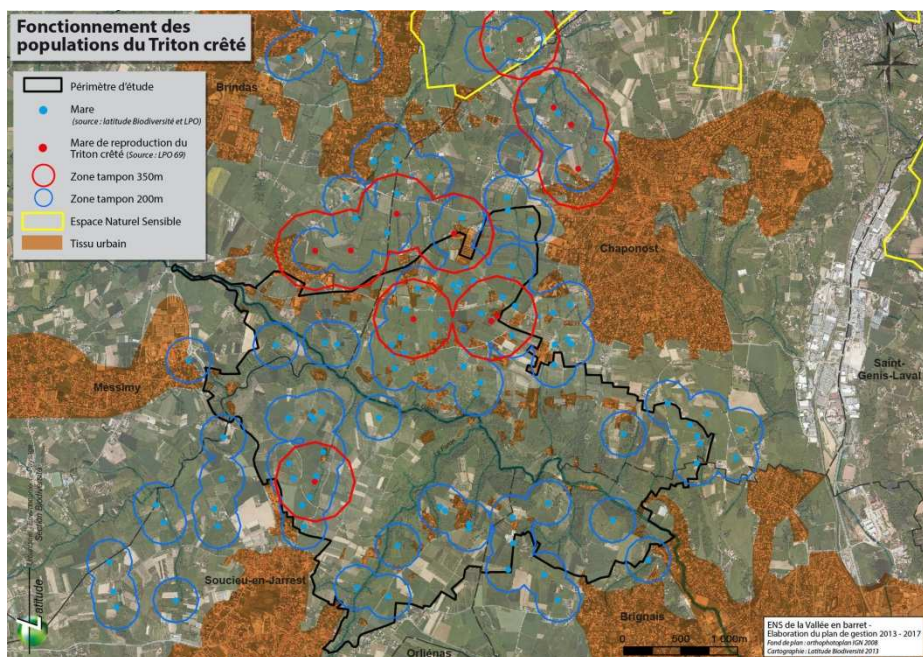 Fonctionnement des
populations du Triton crêté
Périmètre d'étude
Mare
(source : latitude Biodiversité et LPO)
Mare de reproduction du
Triton crêté (Source : LPO 69)
Zone tampon 350m
Zone tampon 200m
Espace Naturel Sensible
Tissu urbain
N
Brindas
Chaponost
Messimy
Saint-
Genis-Laval
Soucieu-en-Jarrest
Brignais
Orliénas
0 500 1 000 m
Latitude
ENS de la Vallée en barret -
Elaboration du plan de gestion 2013 - 2017
Fond de plan : orthophotoplan IGN 2008
Cartographie : Latitude Biodiversité 2013